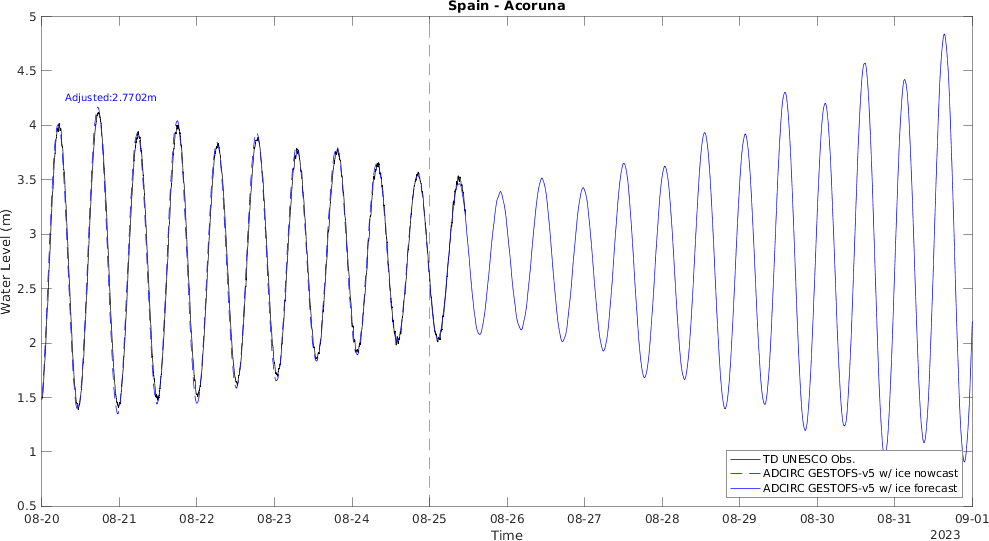 Spain - Acoruna
5
4.5
4
3.5
3
2.5
2
1.5
1
0.5
Water Level (m)
Adjusted:2.7702m
TD UNESCO Obs.
ADCIRC GESTOFS-v5 w/ ice nowcast
ADCIRC GESTOFS-v5 w/ ice forecast
08-20 08-21 08-22 08-23 08-24 08-25 08-26 08-27 08-28 08-29 08-30 08-31 09-01
Time
2023